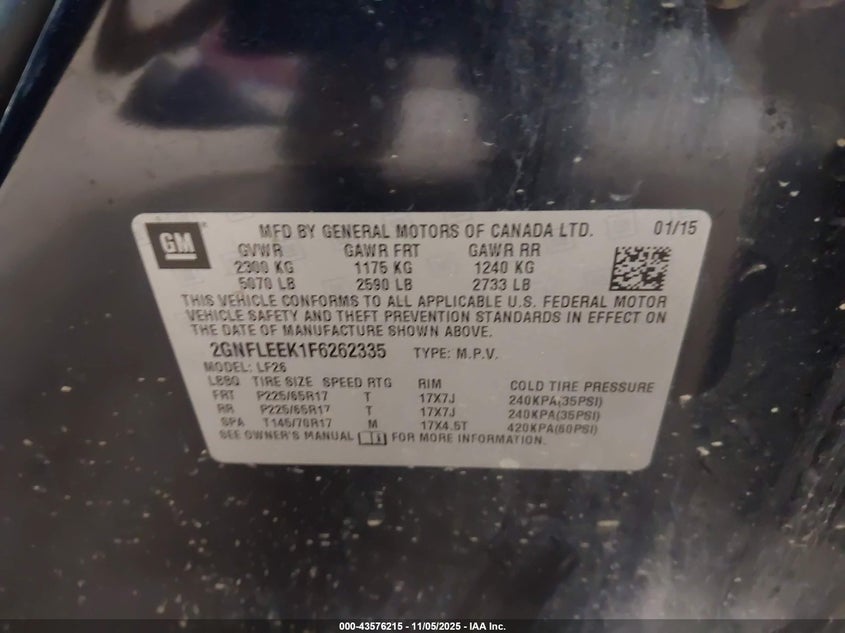 GM
MFD BY GENERAL MOTORS OF CANADA LTD. 01/15
GVWR GAWR FRT GAWR RR
2300 KG 1175 KG 1240 KG
5070 LB 2590 LB 2733 LB
THIS VEHICLE CONFORMS TO ALL APPLICABLE U.S. FEDERAL MOTOR
VEHICLE SAFETY AND THEFT PREVENTION STANDARDS IN EFFECT ON
THE DATE OF MANUFACTURE SHOWN ABOVE.
2GNFLEEK1F6262335 TYPE: M.P.V.
MODEL: LF26
LBBQ TIRE SIZE SPEED RTG RIM COLD TIRE PRESSURE
FRT P225/65R17 T 17X7J 240KPA(35PSI)
RR P225/65R17 T 17X7J 240KPA(35PSI)
SPA T145/70R17 M 17X4.5T 420KPA(60PSI)
SEE OWNER'S MANUAL FOR MORE INFORMATION.
000-43576215 - 11/05/2025 - IAA Inc.